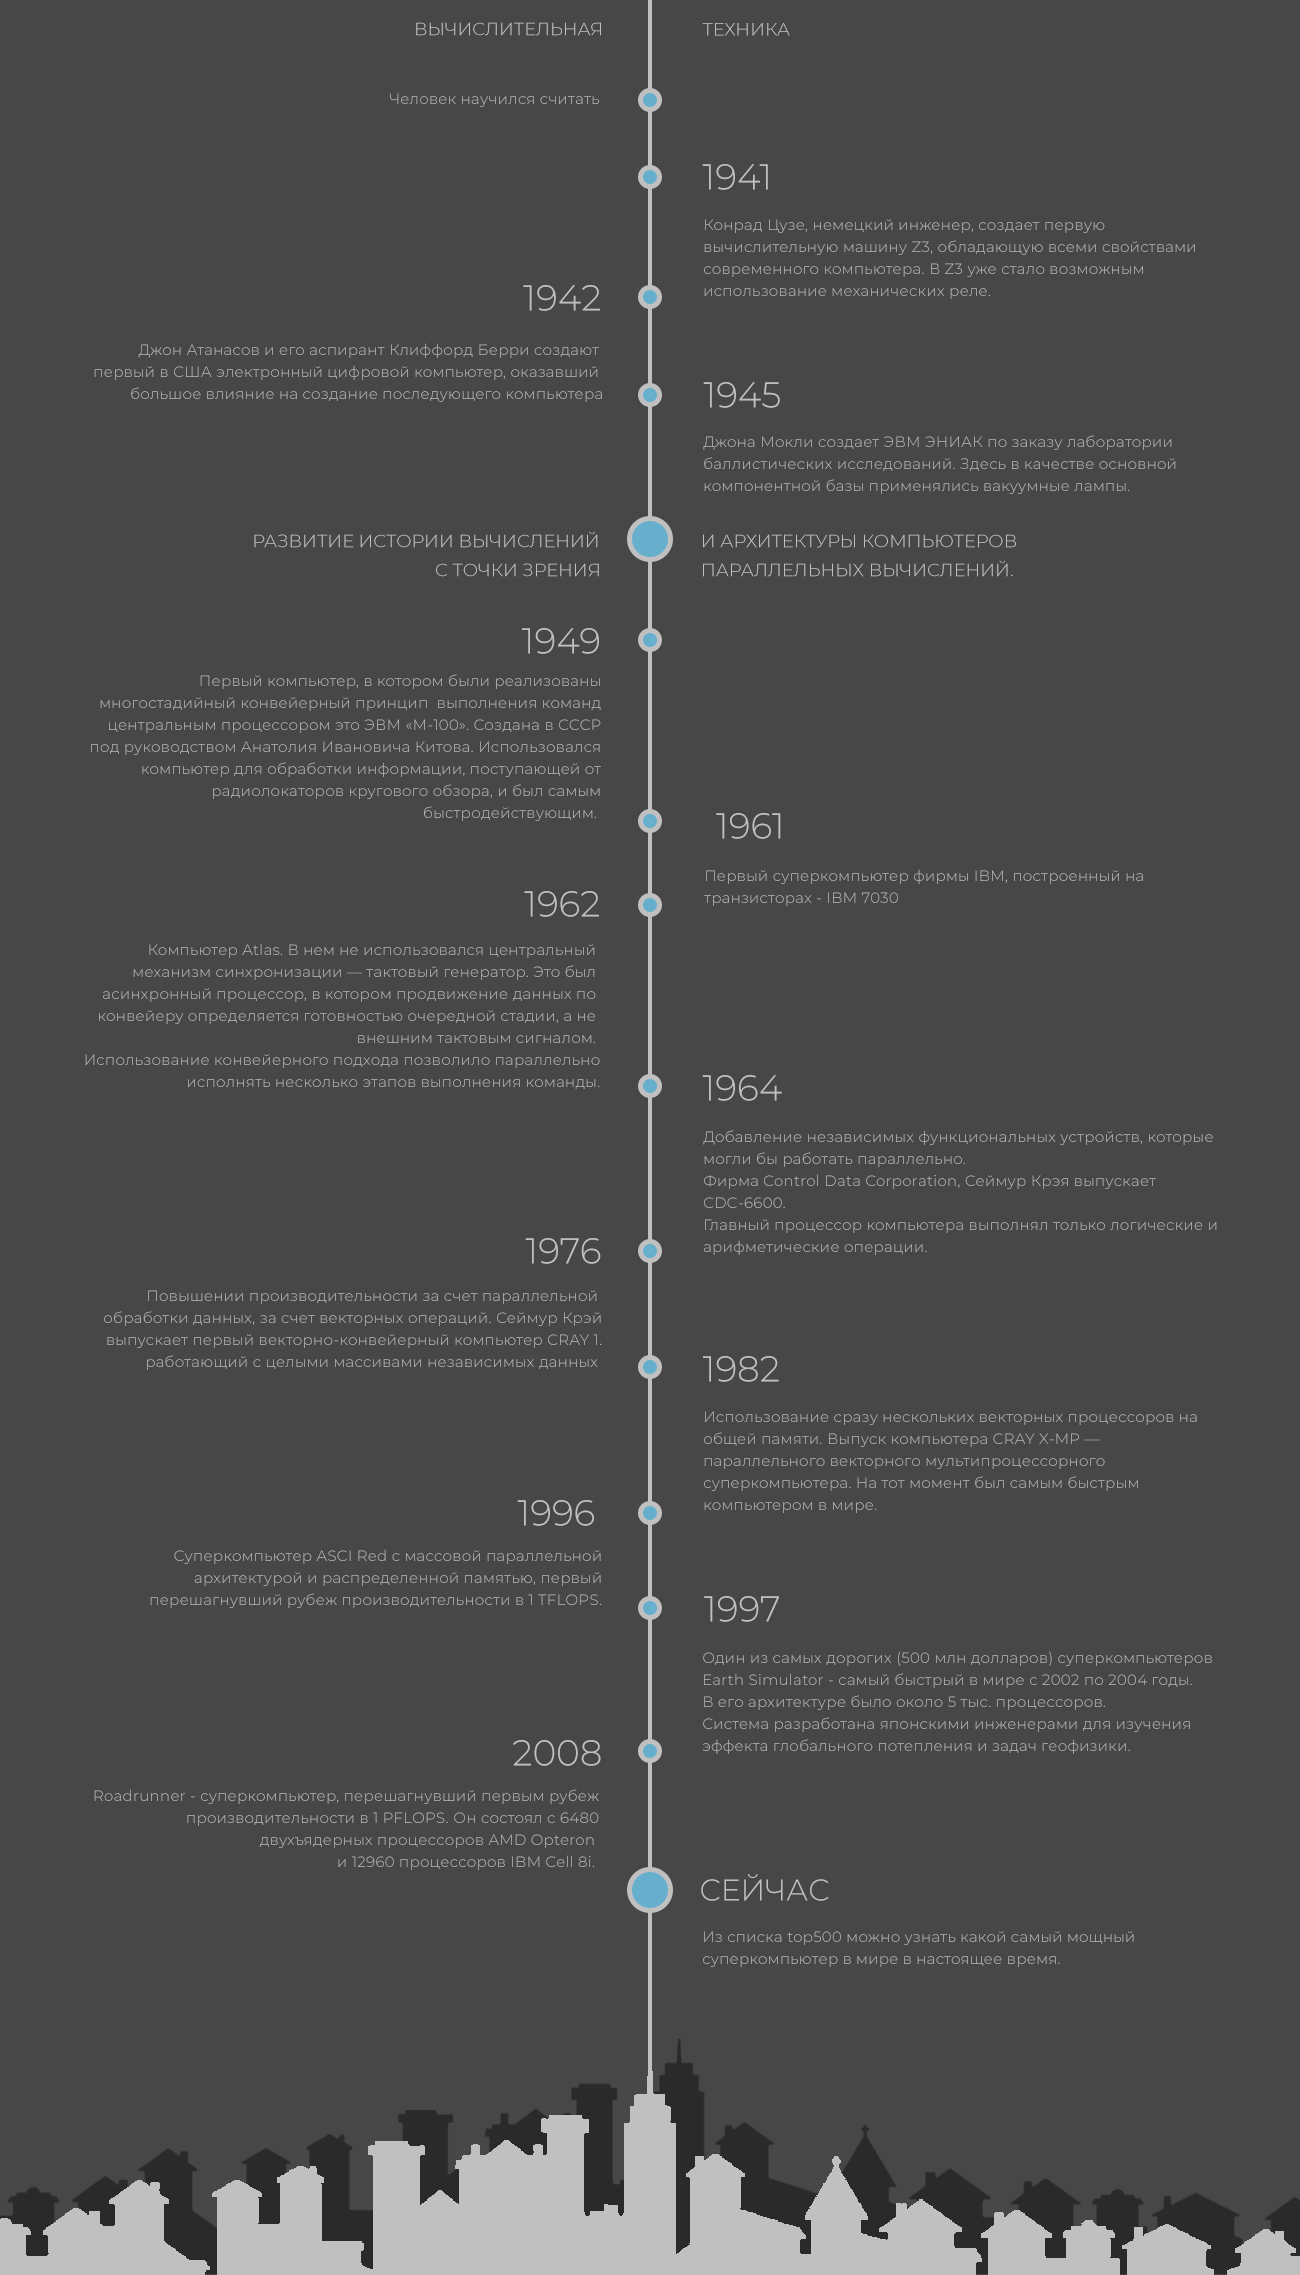 ВЫЧИСЛИТЕЛЬНАЯ ТЕХНИКА
Человек научился считать
1941
Конрад Цузе, немецкий инженер, создает первую
вычислительную машину Z3, обладающую всеми свойствами
современного компьютера. В Z3 уже стало возможным
использование механических реле.
1942
Джон Атанасов и его аспирант Клиффорд Берри создают
первый в США электронный цифровой компьютер, оказавший
большое влияние на создание последующего компьютера
1945
Джона Мокли создает ЭВМ ЭНИАК по заказу лаборатории
баллистических исследований. Здесь в качестве основной
компонентной базы применялись вакуумные лампы.
РАЗВИТИЕ ИСТОРИИ ВЫЧИСЛЕНИЙ И АРХИТЕКТУРЫ КОМПЬЮТЕРОВ
С ТОЧКИ ЗРЕНИЯ ПАРАЛЛЕЛЬНЫХ ВЫЧИСЛЕНИЙ.
1949
Первый компьютер, в котором были реализованы
многостадийный конвейерный принцип выполнения команд
центральным процессором это ЭВМ «М-100». Создана в СССР
под руководством Анатолия Ивановича Китова. Использовался
компьютер для обработки информации, поступающей от
радиолокаторов кругового обзора, и был самым
быстродействующим.
1961
Первый суперкомпьютер фирмы IBM, построенный на
транзисторах - IBM 7030
1962
Компьютер Atlas. В нем не использовался центральный
механизм синхронизации — тактовый генератор. Это был
асинхронный процессор, в котором продвижение данных по
конвейеру определяется готовностью очередной стадии, а не
внешним тактовым сигналом.
Использование конвейерного подхода позволило параллельно
исполнять несколько этапов выполнения команды.
1964
Добавление независимых функциональных устройств, которые
могли бы работать параллельно.
Фирма Control Data Corporation, Сеймур Крэя выпускает
CDC-6600.
Главный процессор компьютера выполнял только логические и
арифметические операции.
1976
Повышении производительности за счет параллельной
обработки данных, за счет векторных операций. Сеймур Крэй
выпускает первый векторно-конвейерный компьютер CRAY 1.
работающий с целыми массивами независимых данных
1982
Использование сразу нескольких векторных процессоров на
общей памяти. Выпуск компьютера CRAY X-MP —
параллельного векторного мультипроцессорного
суперкомпьютера. На тот момент был самым быстрым
компьютером в мире.
1996
Суперкомпьютер ASCI Red с массовой параллельной
архитектурой и распределенной памятью, первый
перешагнувший рубеж производительности в 1 TFLOPS.
1997
Один из самых дорогих (500 млн долларов) суперкомпьютеров
Earth Simulator - самый быстрый в мире с 2002 по 2004 годы.
В его архитектуре было около 5 тыс. процессоров.
Система разработана японскими инженерами для изучения
эффекта глобального потепления и задач геофизики.
2008
Roadrunner - суперкомпьютер, перешагнувший первым рубеж
производительности в 1 PFLOPS. Он состоял с 6480
двухъядерных процессоров AMD Opteron
и 12960 процессоров IBM Cell 8i.
СЕЙЧАС
Из списка top500 можно узнать какой самый мощный
суперкомпьютер в мире в настоящее время.